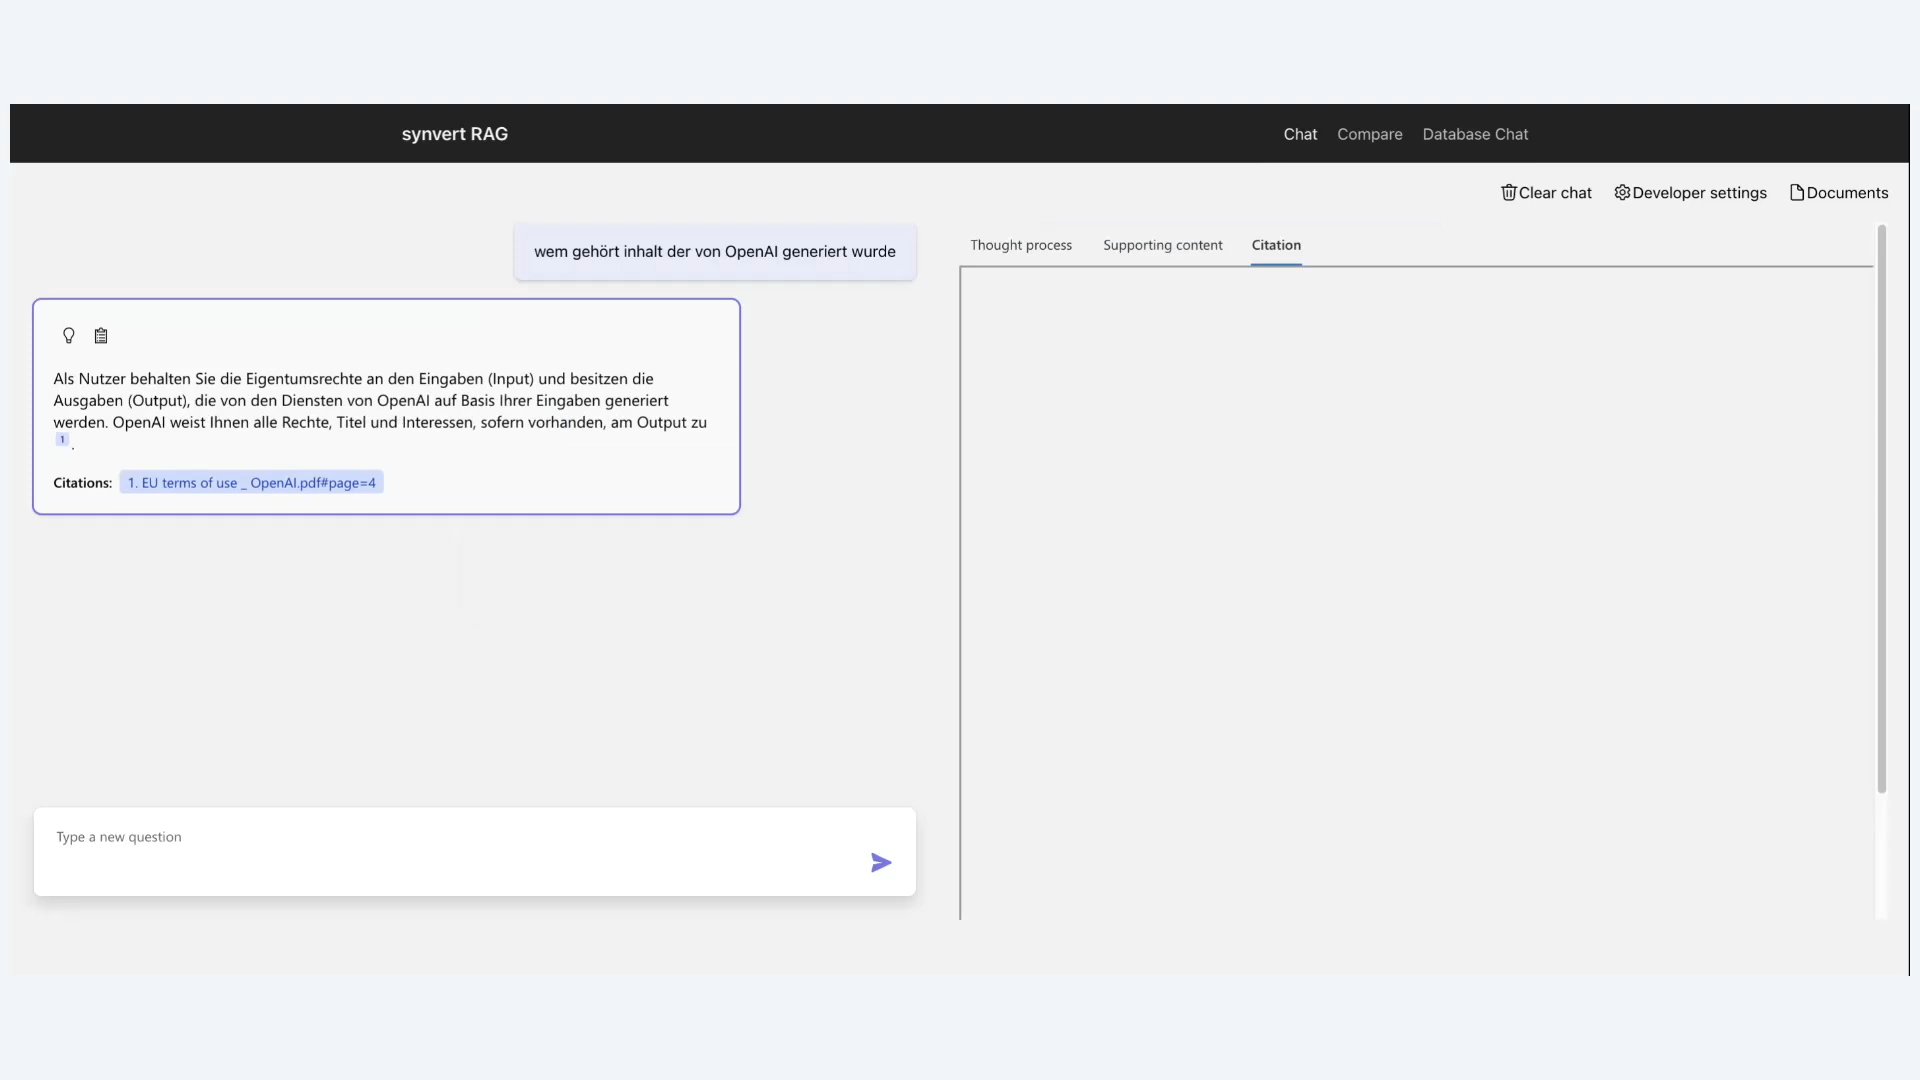 synvert RAG
Chat
Compare
Database Chat
Clear chat
Developer settings
Documents
wem gehört inhalt der von OpenAI generiert wurde
Als Nutzer behalten Sie die Eigentumsrechte an den Eingaben (Input) und besitzen die
Ausgaben (Output), die von den Diensten von OpenAI auf Basis Ihrer Eingaben generiert
werden. OpenAI weist Ihnen alle Rechte, Titel und Interessen, sofern vorhanden, am Output zu
1 .
Citations: 1. EU terms of use _ OpenAI.pdf#page=4
Type a new question
Thought process
Supporting content
Citation